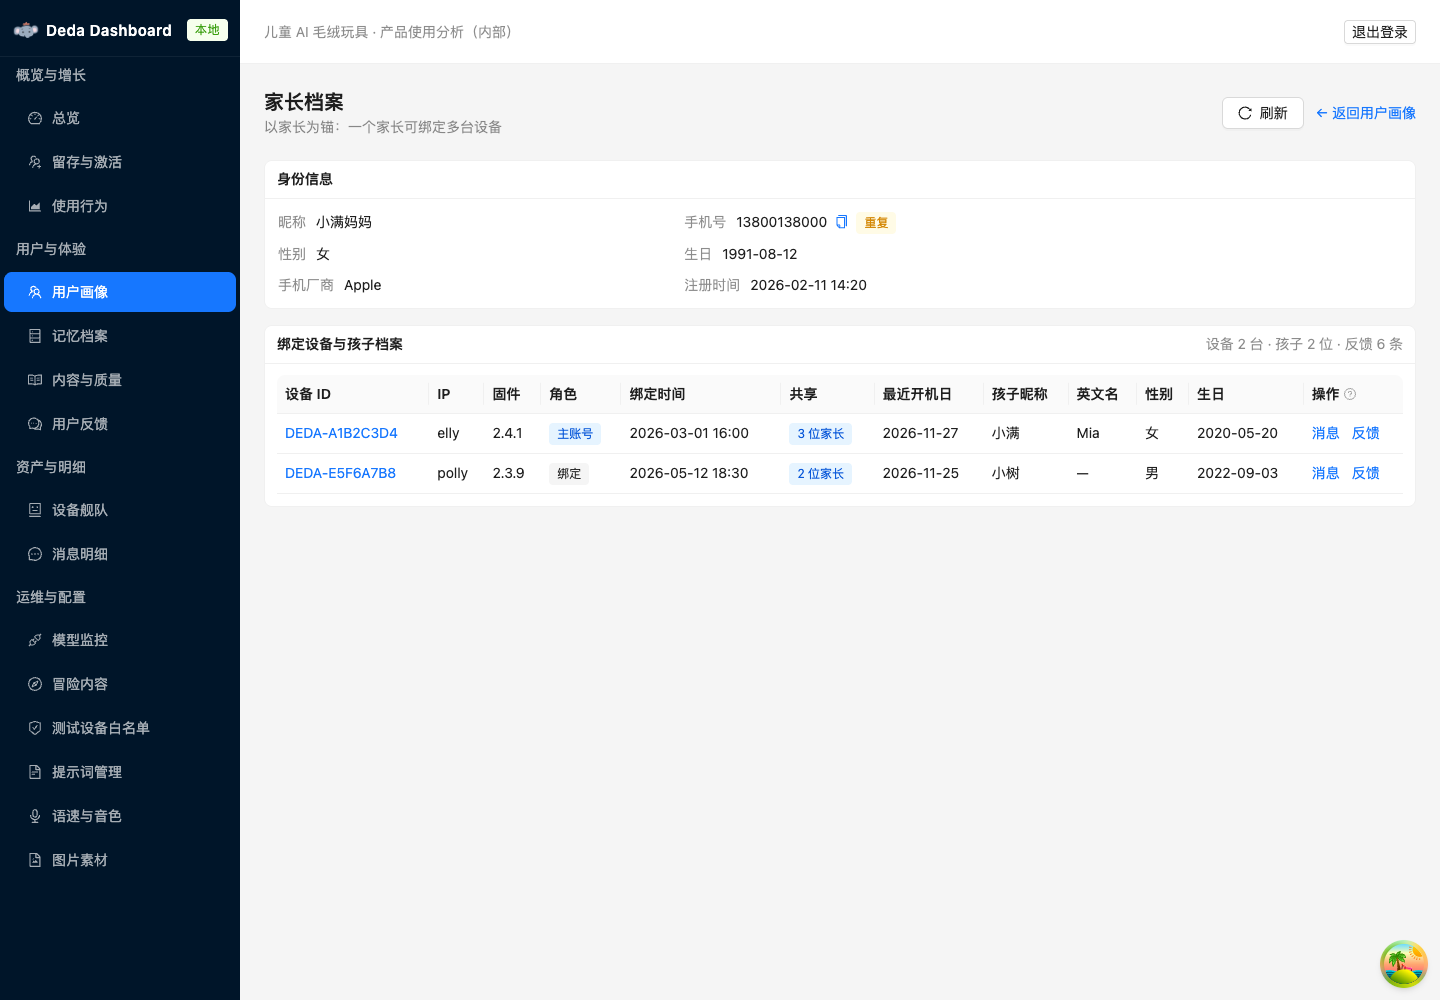 Deda Dashboard 本地
概览与增长
总览
留存与激活
使用行为
用户与体验
用户画像
记忆档案
内容与质量
用户反馈
资产与明细
设备舰队
消息明细
运维与配置
模型监控
冒险内容
测试设备白名单
提示词管理
语速与音色
图片素材
儿童 AI 毛绒玩具 · 产品使用分析（内部） 退出登录
家长档案
以家长为锚：一个家长可绑定多台设备
刷新 ← 返回用户画像
身份信息
昵称 小满妈妈 手机号 13800138000 重复
性别 女 生日 1991-08-12
手机厂商 Apple 注册时间 2026-02-11 14:20
绑定设备与孩子档案 设备 2 台 · 孩子 2 位 · 反馈 6 条
设备 ID IP 固件 角色 绑定时间 共享 最近开机日 孩子昵称 英文名 性别 生日 操作
DEDA-A1B2C3D4 elly 2.4.1 主账号 2026-03-01 16:00 3 位家长 2026-11-27 小满 Mia 女 2020-05-20 消息 反馈
DEDA-E5F6A7B8 polly 2.3.9 绑定 2026-05-12 18:30 2 位家长 2026-11-25 小树 — 男 2022-09-03 消息 反馈